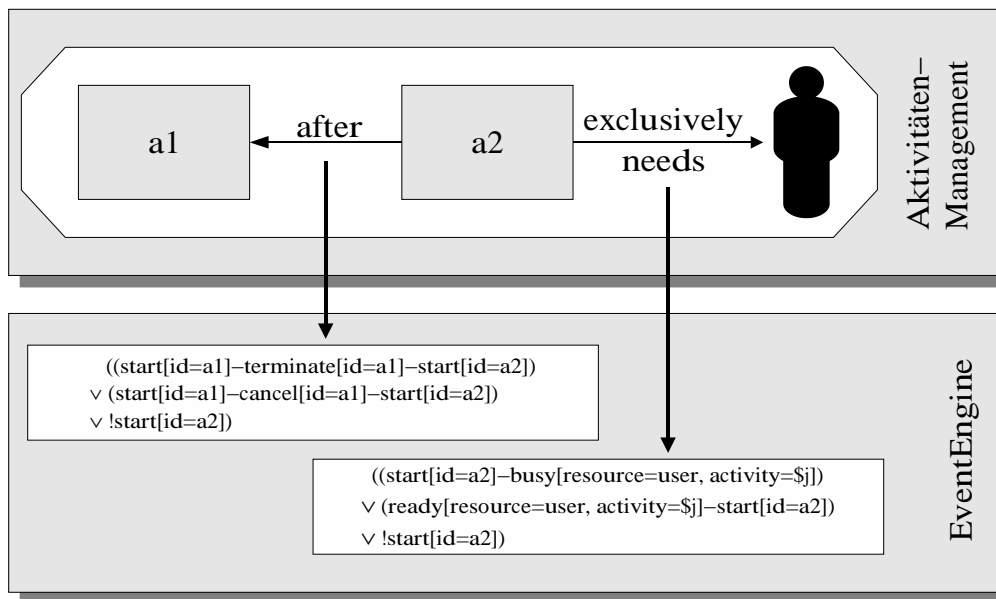 a1
after
a2
exclusively
needs
Aktivitäten–
Management
((start[id=a1]–terminate[id=a1]–start[id=a2])
∨ (start[id=a1]–cancel[id=a1]–start[id=a2])
∨ !start[id=a2])
((start[id=a2]–busy[resource=user, activity=$j])
∨ (ready[resource=user, activity=$j]–start[id=a2])
∨ !start[id=a2])
EventEngine